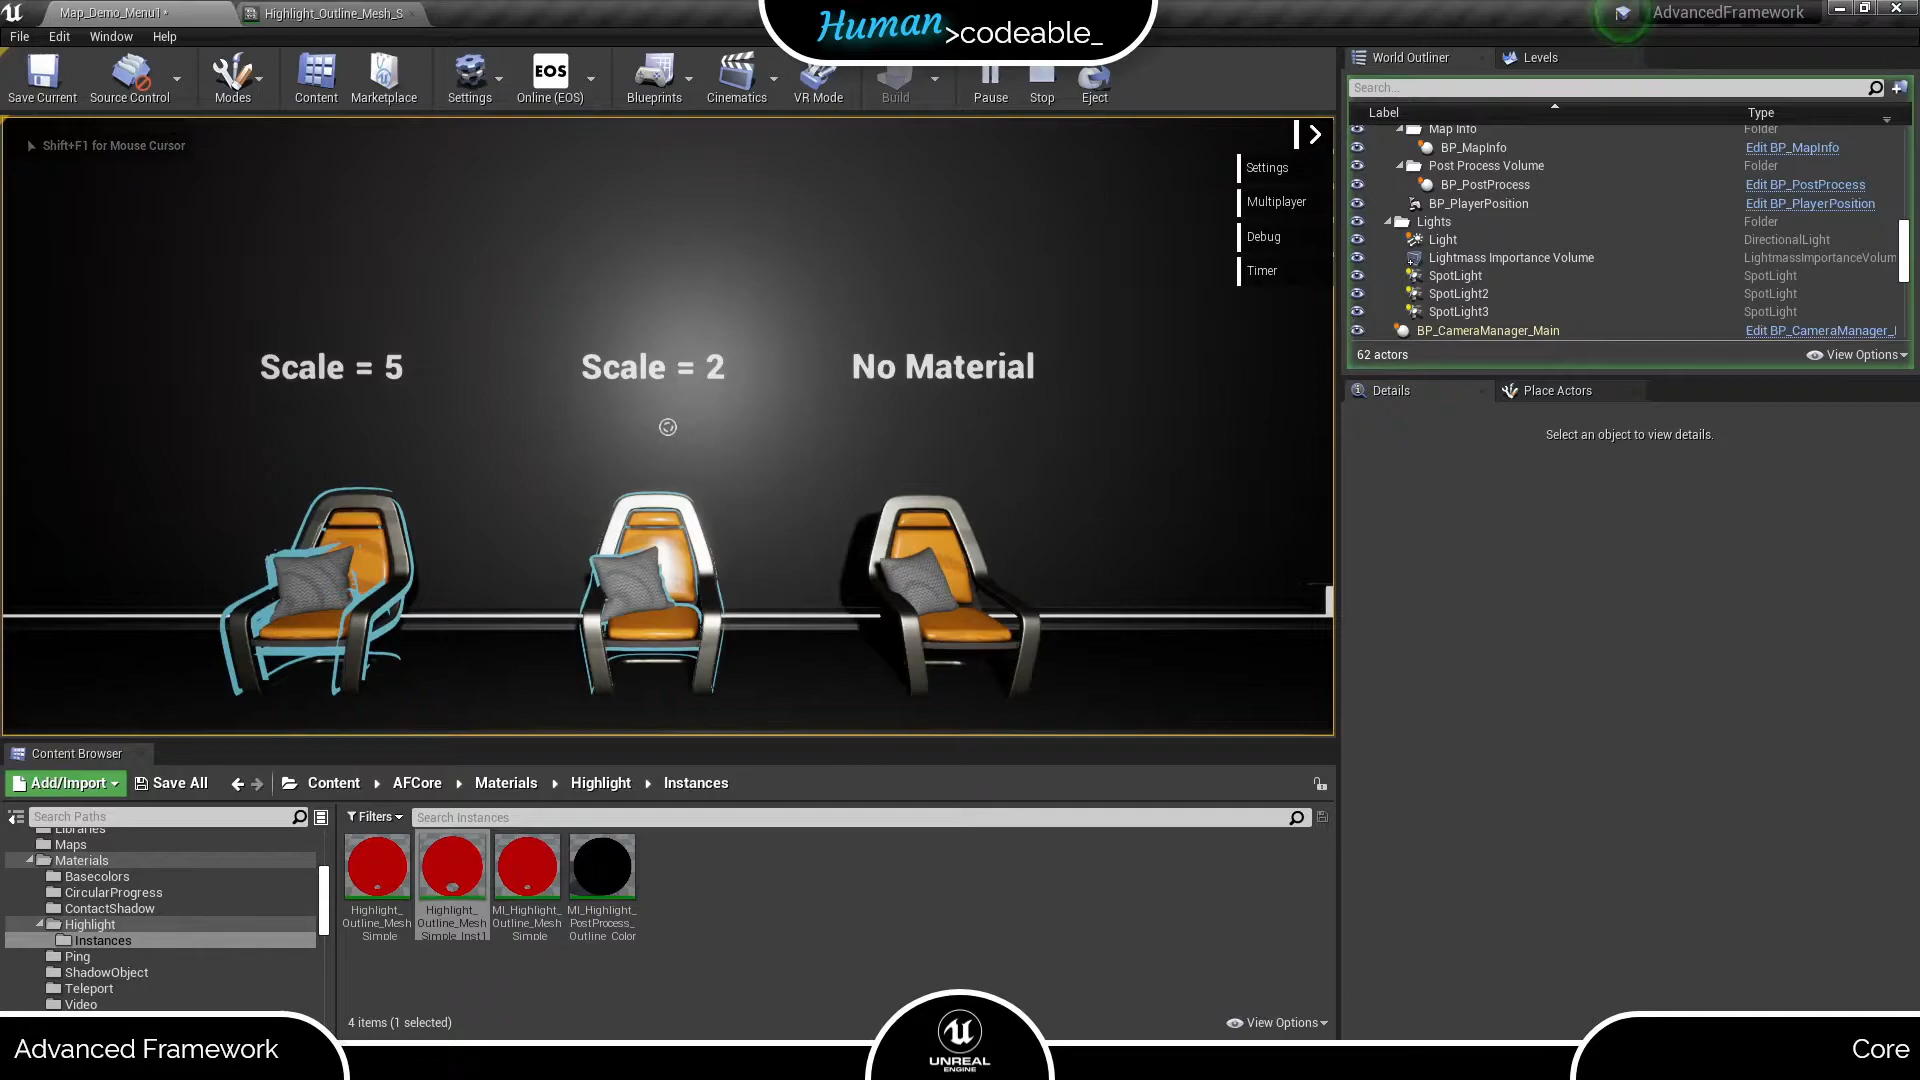 Map_Demo_Menu1*
Highlight_Outline_Mesh_S
Human
>codeable_
AdvancedFramework
File Edit Window Help
Save Current
Source Control
Modes
Content
Marketplace
Settings
EOS
Online (EOS)
Blueprints
Cinematics
VR Mode
Build
Pause
Stop
Eject
World Outliner
Levels
Search...
Label
Type
Map Info
Folder
BP_MapInfo
Edit BP_MapInfo
Post Process Volume
Folder
BP_PostProcess
Edit BP_PostProcess
BP_PlayerPosition
Edit BP_PlayerPosition
Lights
Folder
Light
DirectionalLight
Lightmass Importance Volume
LightmassImportanceVolum
SpotLight
SpotLight
SpotLight2
SpotLight
SpotLight3
SpotLight
BP_CameraManager_Main
Edit BP_CameraManager_
62 actors
View Options
Details
Place Actors
Select an object to view details.
Shift+F1 for Mouse Cursor
Settings
Multiplayer
Debug
Timer
Scale = 5
Scale = 2
No Material
Content Browser
Add/Import
Save All
Content
AFCore
Materials
Highlight
Instances
Search Paths
Filters
Search Instances
Libraries
Maps
Materials
Basecolors
CircularProgress
ContactShadow
Highlight
Instances
Ping
ShadowObject
Teleport
Video
Highlight_
Outline_Mesh
Simple
Highlight_
Outline_Mesh
Simple_Inst1
MI_Highlight_
Outline_Mesh
Simple
MI_Highlight_
PostProcess_
Outline_Color
4 items (1 selected)
View Options
Advanced Framework
UNREAL
ENGINE
Core